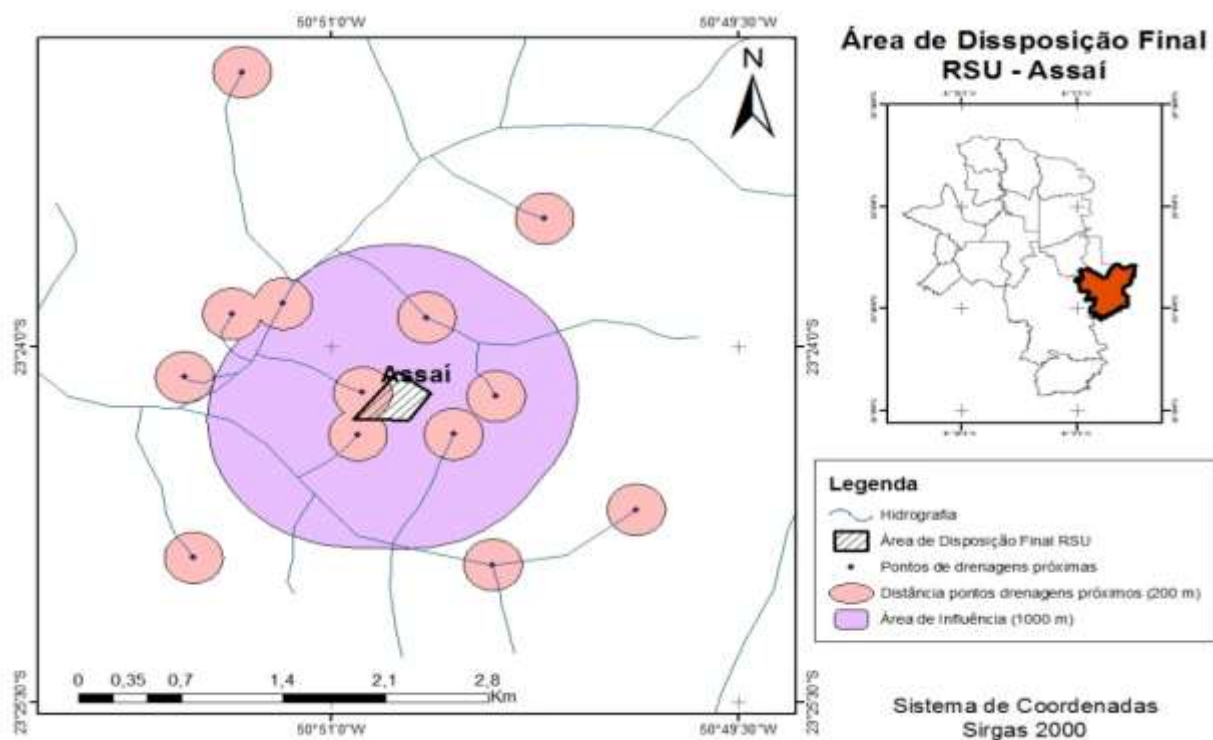 50°51'0"W
50°49'30"W
Área de Dissposição Final
RSU - Assaí
N
23°24'0"S
23°24'0"S
Assaí
Legenda
Hidrografia
Área de Disposição Final RSU
Pontos de drenagens próximas
Distância pontos drenagens próximos (200 m)
Área de Influência (1000 m)
0 0,35 0,7 1,4 2,1 2,8
Km
23°25'30"S
23°25'30"S
50°51'0"W
50°49'30"W
Sistema de Coordenadas
Sirgas 2000